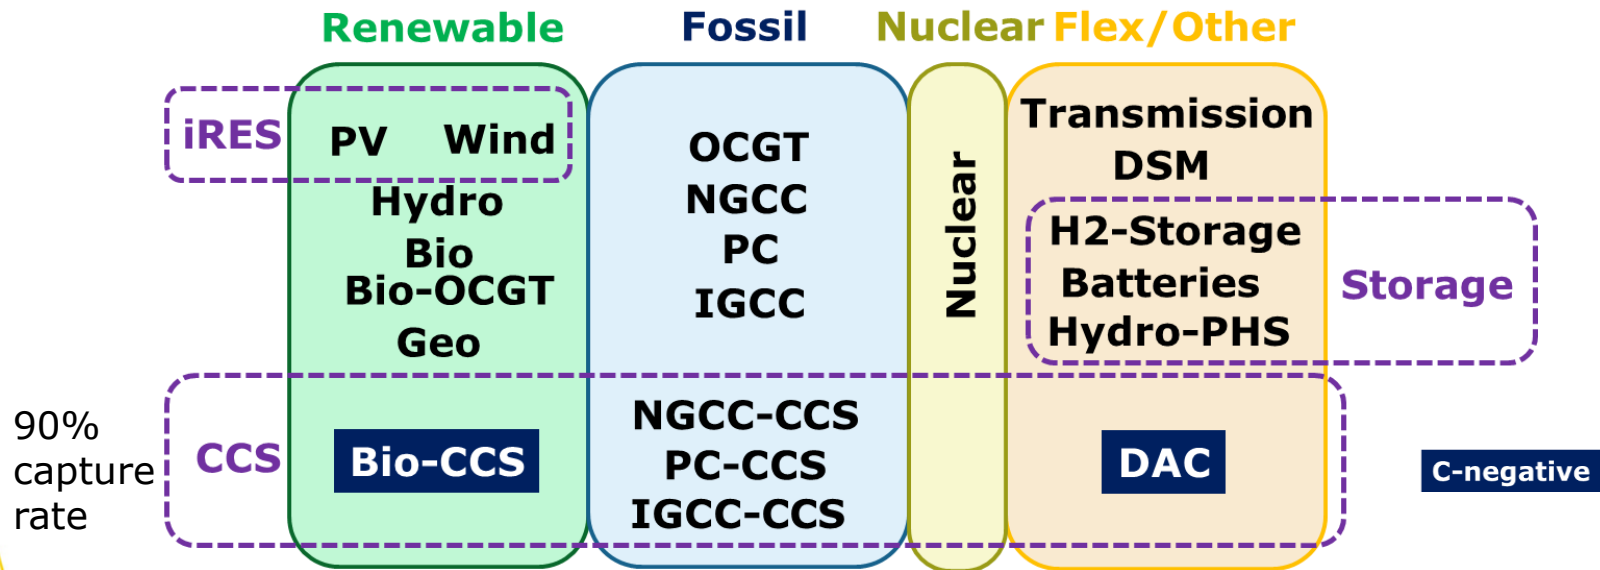 Renewable
Fossil
Nuclear
Flex/Other
iRES
PV Wind
Hydro
Bio
Bio-OCGT
Geo
OCGT
NGCC
PC
IGCC
Nuclear
Transmission
DSM
H2-Storage
Batteries
Hydro-PHS
Storage
90%
capture
rate
CCS
Bio-CCS
NGCC-CCS
PC-CCS
IGCC-CCS
DAC
C-negative